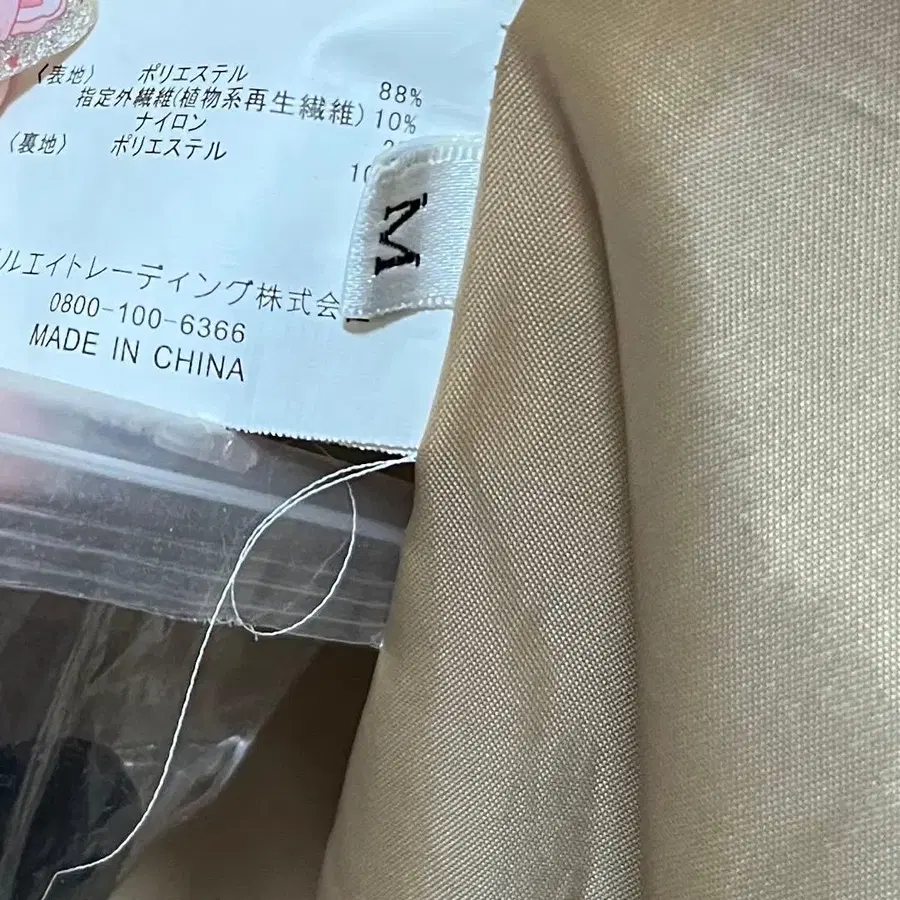 〈表地〉 ポリエステル 88%
指定外繊維(植物系再生繊維) 10%
ナイロン
〈裏地〉 ポリエステル
M
ルエイトレーディング株式会
0800-100-6366
MADE IN CHINA